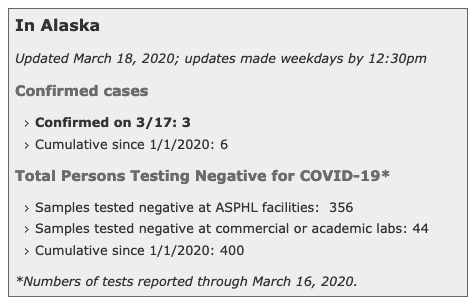 In Alaska
Updated March 18, 2020; updates made weekdays by 12:30pm
Confirmed cases
› Confirmed on 3/17: 3
› Cumulative since 1/1/2020: 6
Total Persons Testing Negative for COVID-19*
› Samples tested negative at ASPHL facilities:  356
› Samples tested negative at commercial or academic labs: 44
› Cumulative since 1/1/2020: 400
*Numbers of tests reported through March 16, 2020.